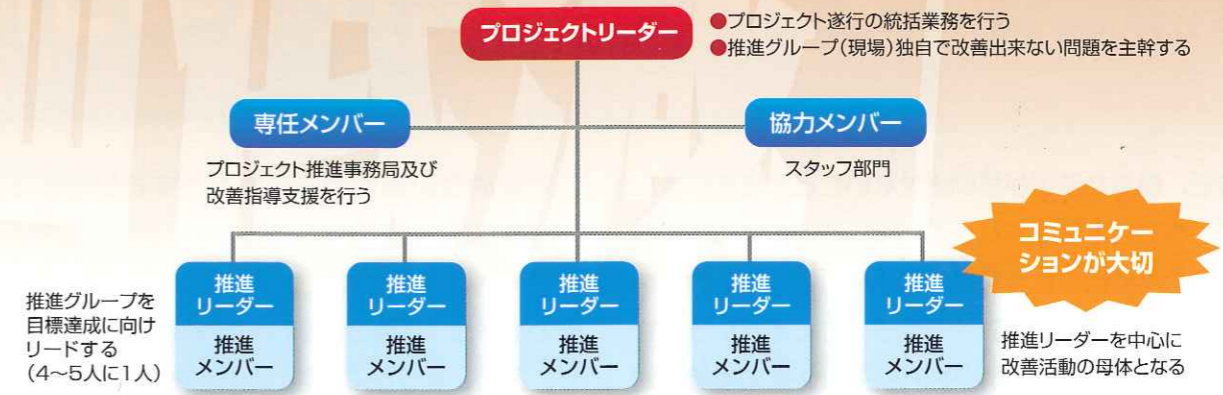 プロジェクトリーダー
●プロジェクト遂行の統括業務を行う
●推進グループ(現場)独自で改善出来ない問題を主幹する
専任メンバー
協力メンバー
プロジェクト推進事務局及び
改善指導支援を行う
スタッフ部門
コミュニケー
ションが大切
推進グループを
目標達成に向け
リードする
(4〜5人に1人)
推進
リーダー
推進
メンバー
推進
リーダー
推進
メンバー
推進
リーダー
推進
メンバー
推進
リーダー
推進
メンバー
推進
リーダー
推進
メンバー
推進リーダーを中心に
改善活動の母体となる